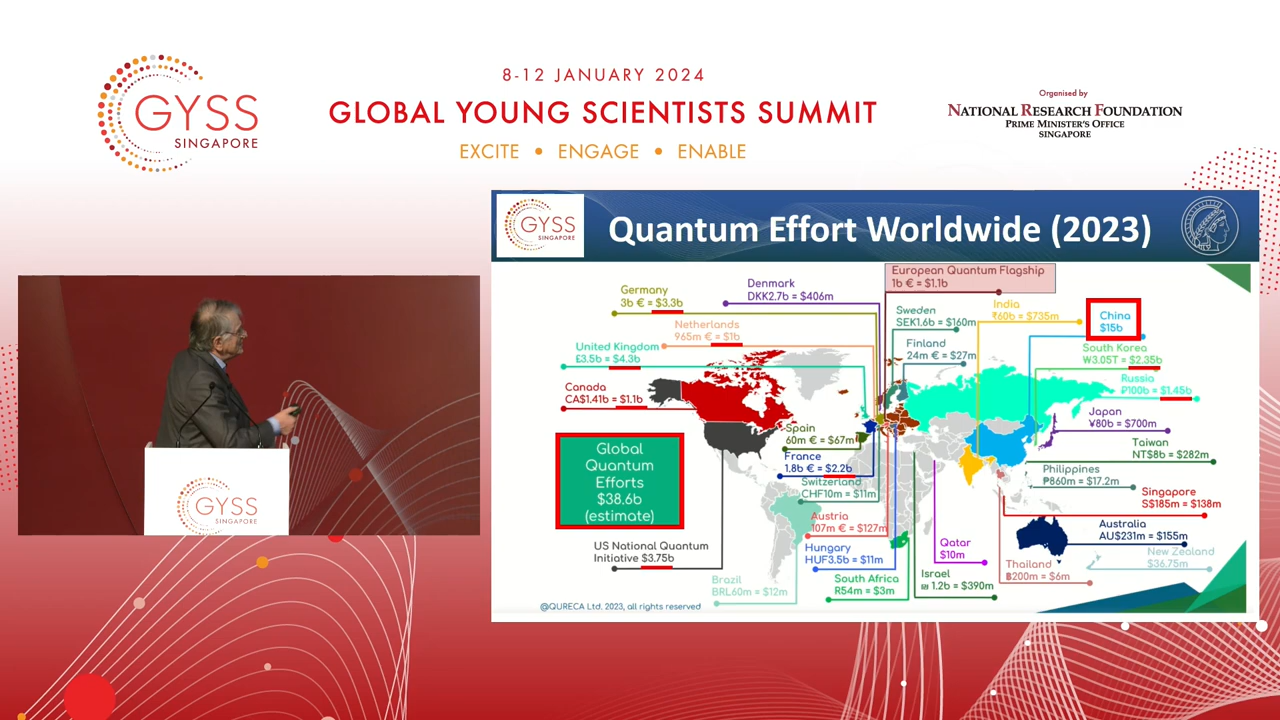 GYSS
SINGAPORE
8-12 JANUARY 2024
GLOBAL YOUNG SCIENTISTS SUMMIT
EXCITE • ENGAGE • ENABLE
Organised by
NATIONAL RESEARCH FOUNDATION
PRIME MINISTER'S OFFICE
SINGAPORE
GYSS
SINGAPORE
Quantum Effort Worldwide (2023)
European Quantum Flagship
1b € = $1.1b
Germany
3b € = $3.3b
Denmark
DKK2.7b = $406m
Netherlands
965m € = $1b
Sweden
SEK1.6b = $160m
India
₹60b = $735m
China
$15b
United Kingdom
£3.5b = $4.3b
Finland
24m € = $27m
South Korea
₩3.05T = $2.35b
Canada
CA$1.41b = $1.1b
Russia
₽100b = $1.45b
Spain
60m € = $67m
Japan
¥80b = $700m
Global
Quantum
Efforts
$38.6b
(estimate)
France
1.8b € = $2.2b
Taiwan
NT$8b = $282m
Switzerland
CHF10m = $11m
Philippines
₱860m = $17.2m
Singapore
S$185m = $138m
Austria
107m € = $127m
Australia
AU$231m = $155m
US National Quantum
Initiative $3.75b
Hungary
HUF3.5b = $11m
Qatar
$10m
New Zealand
$36.75m
Thailand
฿200m = $6m
Brazil
BRL60m = $12m
South Africa
R54m = $3m
Israel
₪ 1.2b = $390m
@QURECA Ltd. 2023, all rights reserved
GYSS
SINGAPORE